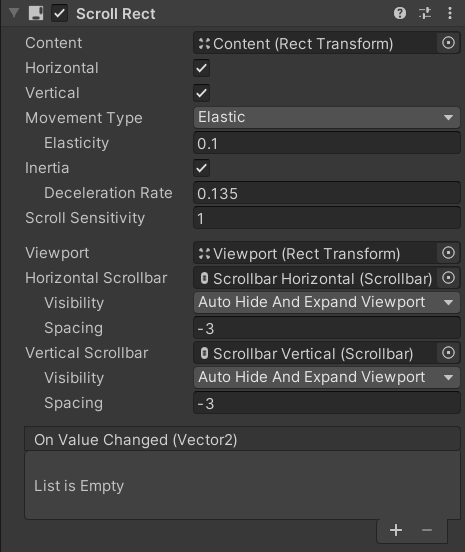 Scroll Rect
Content Content (Rect Transform)
Horizontal
Vertical
Movement Type Elastic
Elasticity 0.1
Inertia
Deceleration Rate 0.135
Scroll Sensitivity 1
Viewport Viewport (Rect Transform)
Horizontal Scrollbar Scrollbar Horizontal (Scrollbar)
Visibility Auto Hide And Expand Viewport
Spacing -3
Vertical Scrollbar Scrollbar Vertical (Scrollbar)
Visibility Auto Hide And Expand Viewport
Spacing -3
On Value Changed (Vector2)
List is Empty